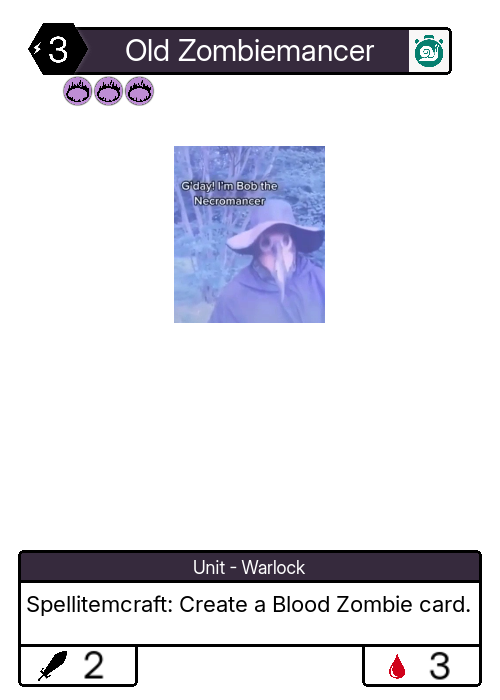 3
Old Zombiemancer
G'day! I'm Bob the
Necromancer
Unit - Warlock
Spellitemcraft: Create a Blood Zombie card.
2
3